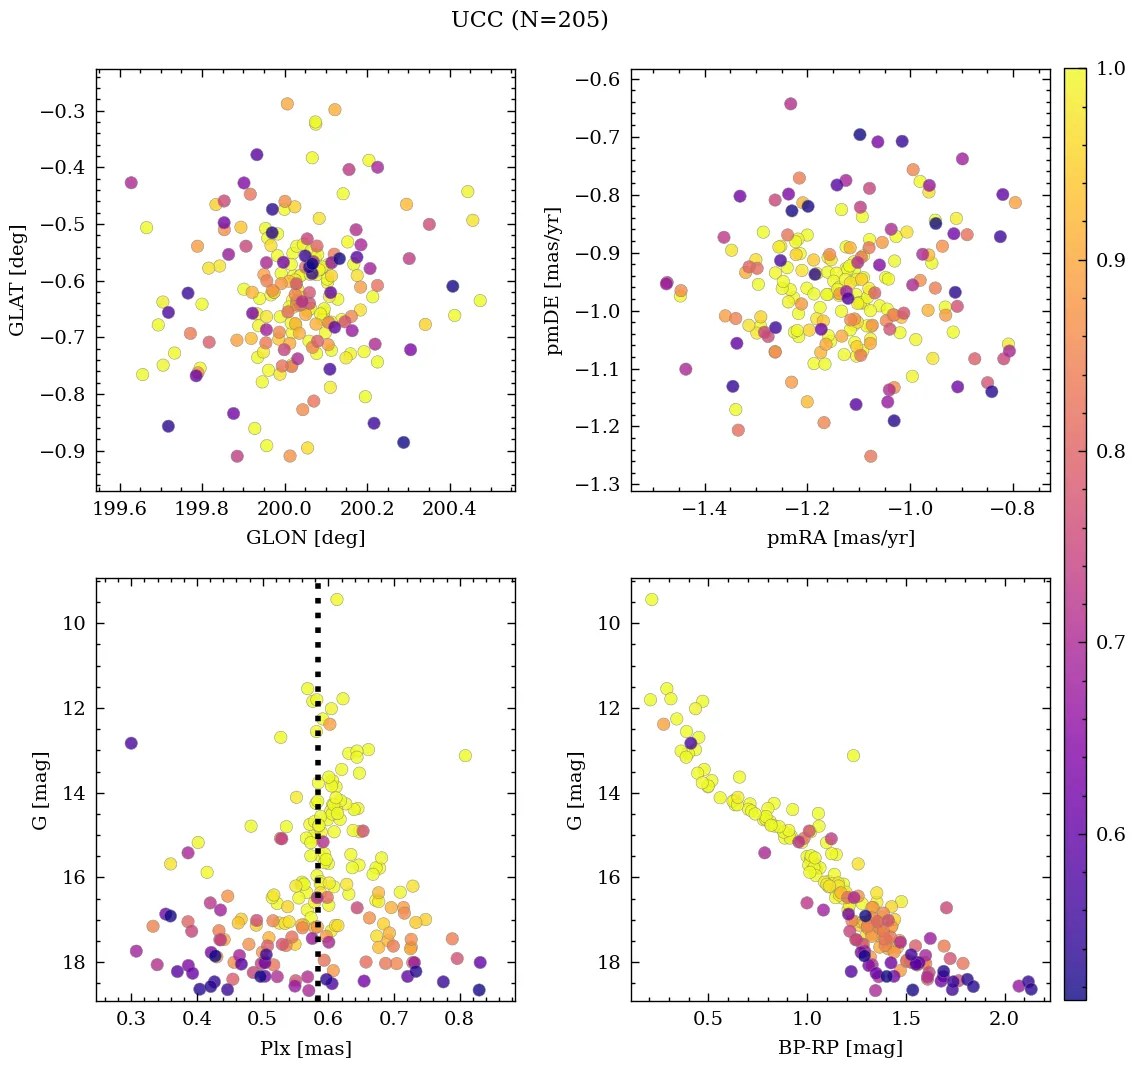 UCC (N=205)
−0.3
−0.4
−0.5
−0.6
−0.7
−0.8
−0.9
GLAT [deg]
199.6 199.8 200.0 200.2 200.4
GLON [deg]
−0.6
−0.7
−0.8
−0.9
−1.0
−1.1
−1.2
−1.3
pmDE [mas/yr]
−1.4 −1.2 −1.0 −0.8
pmRA [mas/yr]
1.0
0.9
0.8
0.7
0.6
10
12
14
16
18
G [mag]
0.3 0.4 0.5 0.6 0.7 0.8
Plx [mas]
10
12
14
16
18
G [mag]
0.5 1.0 1.5 2.0
BP-RP [mag]